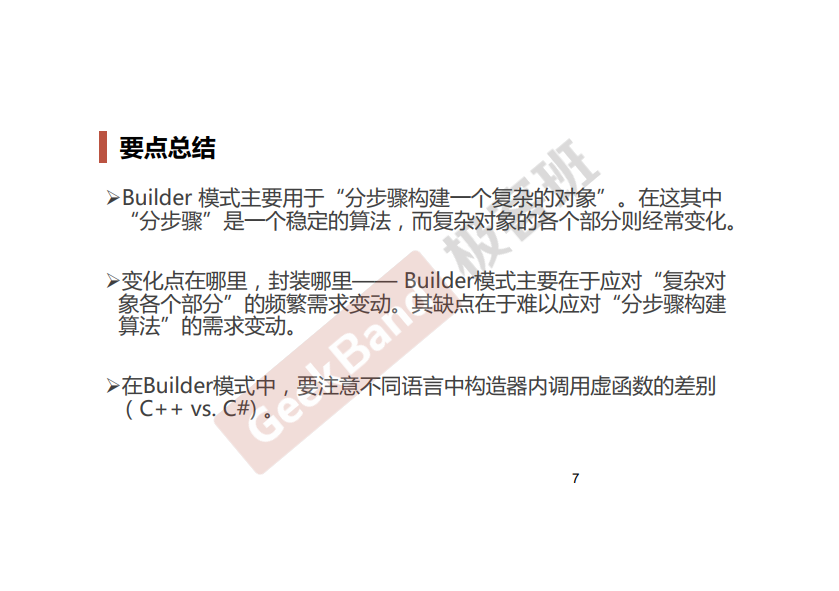 要点总结
➢Builder 模式主要用于“分步骤构建一个复杂的对象”。在这其中
“分步骤”是一个稳定的算法，而复杂对象的各个部分则经常变化。
➢变化点在哪里，封装哪里—— Builder模式主要在于应对“复杂对
象各个部分”的频繁需求变动。其缺点在于难以应对“分步骤构建
算法”的需求变动。
➢在Builder模式中，要注意不同语言中构造器内调用虚函数的差别
（C++ vs. C#) 。
GeekBang 极客班
7